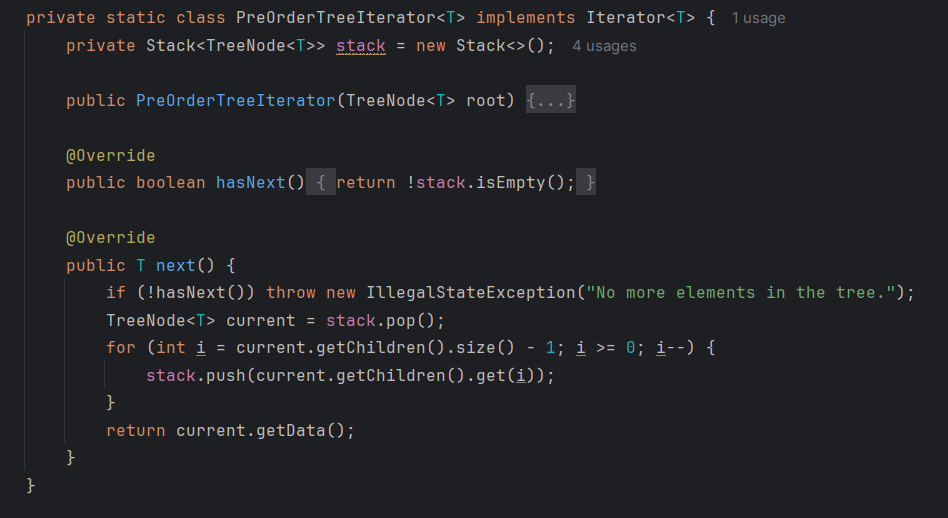 private static class PreOrderTreeIterator<T> implements Iterator<T> { 1 usage
    private Stack<TreeNode<T>> stack = new Stack<>(); 4 usages

    public PreOrderTreeIterator(TreeNode<T> root) {...}

    @Override
    public boolean hasNext() { return !stack.isEmpty(); }

    @Override
    public T next() {
        if (!hasNext()) throw new IllegalStateException("No more elements in the tree.");
        TreeNode<T> current = stack.pop();
        for (int i = current.getChildren().size() - 1; i >= 0; i--) {
            stack.push(current.getChildren().get(i));
        }
        return current.getData();
    }
}